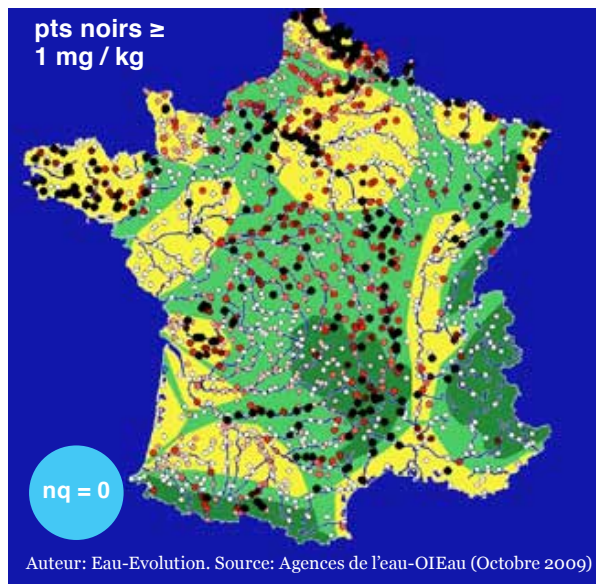 pts noirs ≥
1 mg / kg
nq = 0
Auteur: Eau-Evolution. Source: Agences de l'eau-OIEau (Octobre 2009)